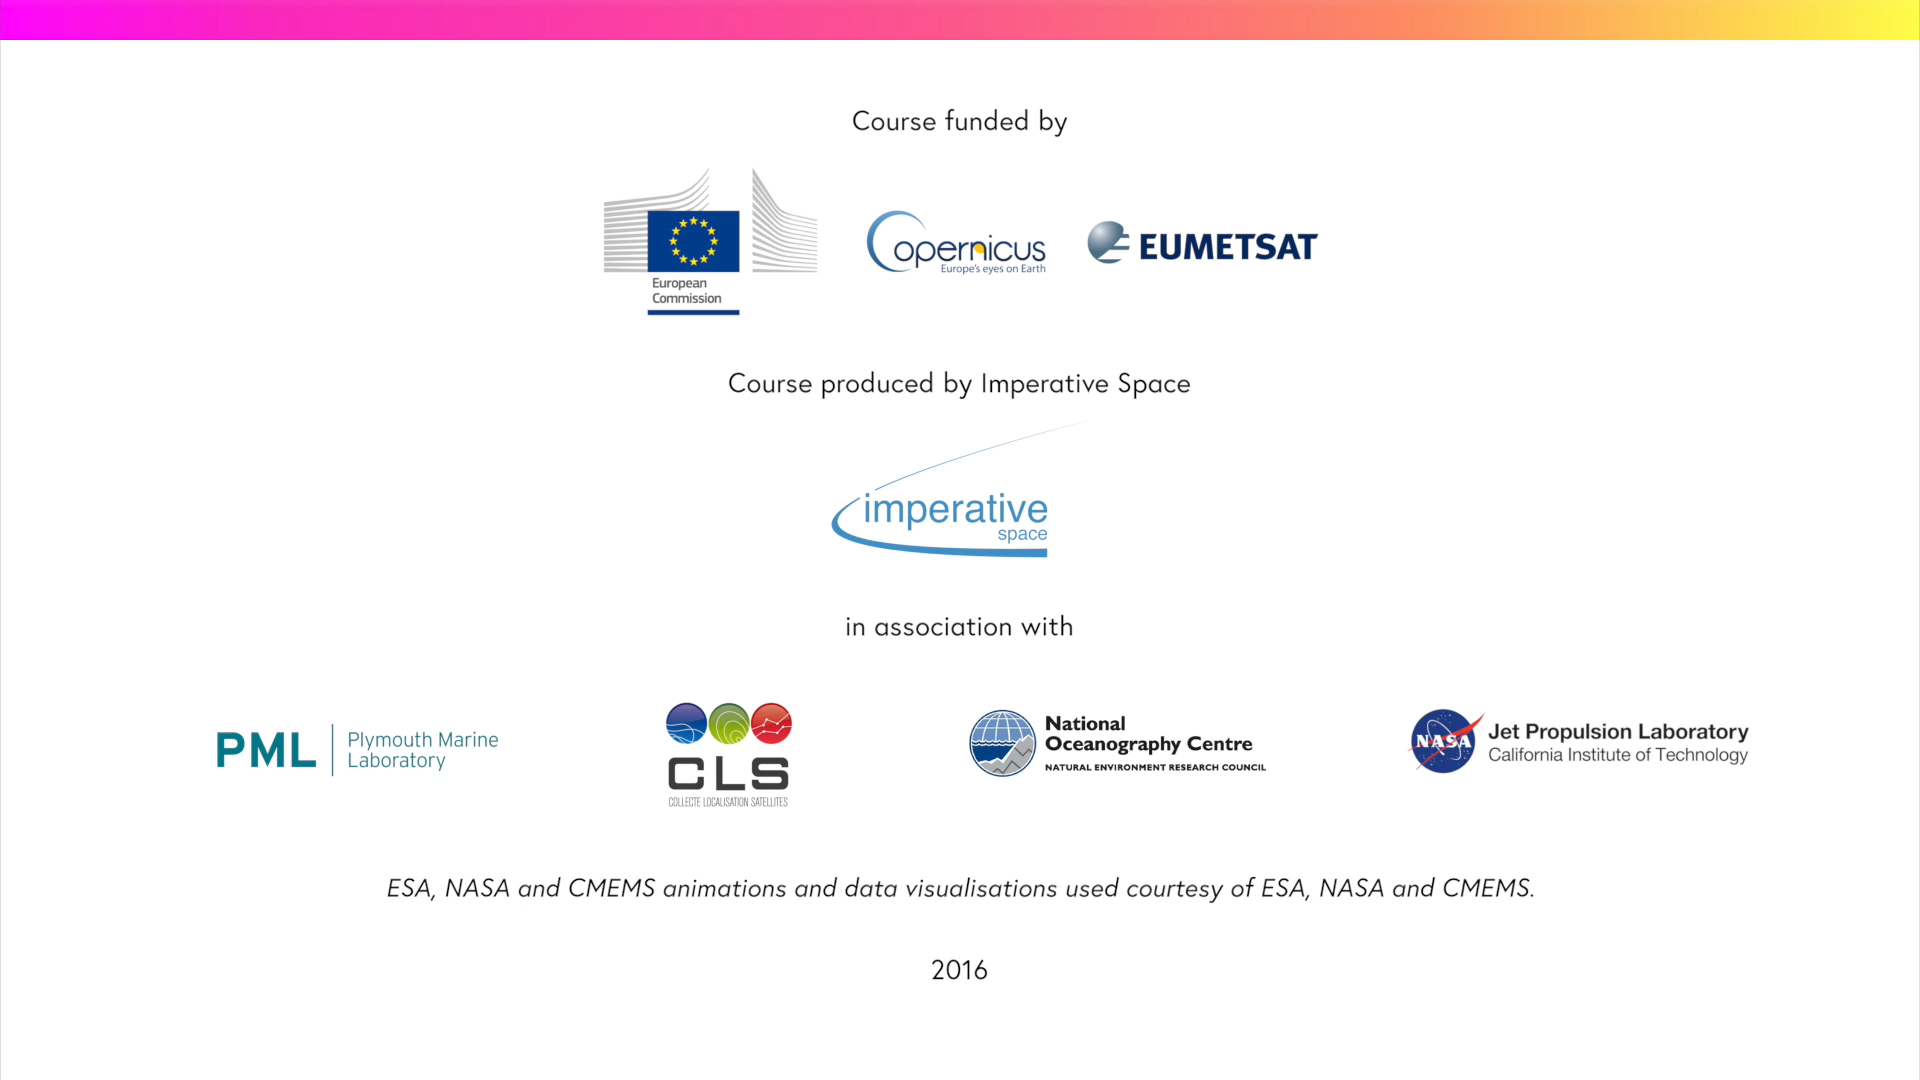 Course funded by
European
Commission
Copernicus
Europe's eyes on Earth
EUMETSAT
Course produced by Imperative Space
imperative
space
in association with
PML
Plymouth Marine
Laboratory
CLS
COLLECTE LOCALISATION SATELLITES
National
Oceanography Centre
NATURAL ENVIRONMENT RESEARCH COUNCIL
NASA
Jet Propulsion Laboratory
California Institute of Technology
ESA, NASA and CMEMS animations and data visualisations used courtesy of ESA, NASA and CMEMS.
2016